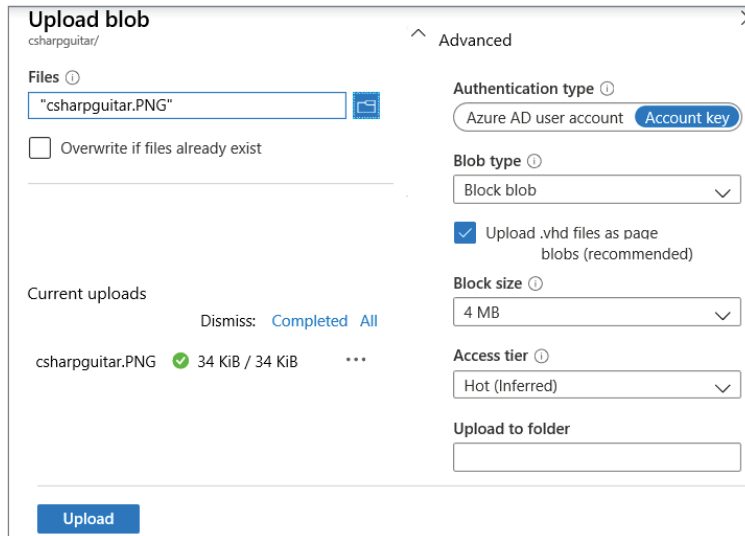 Upload blob
csharpguitar/
Files
"csharpguitar.PNG"
Overwrite if files already exist
Current uploads
Dismiss: Completed All
csharpguitar.PNG 34 KiB / 34 KiB
Upload
Advanced
Authentication type
Azure AD user account Account key
Blob type
Block blob
Upload .vhd files as page
blobs (recommended)
Block size
4 MB
Access tier
Hot (Inferred)
Upload to folder